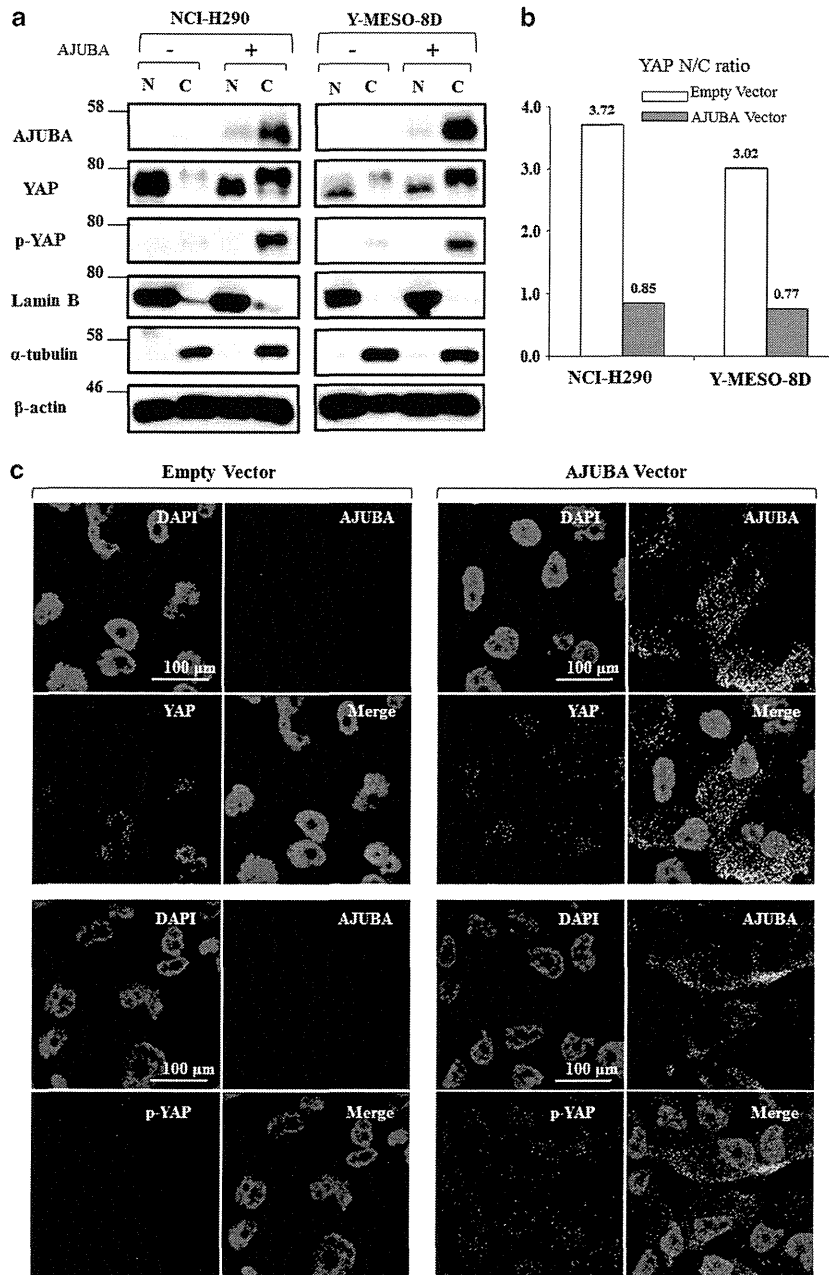 a
NCI-H290
Y-MESO-8D
AJUBA - + - +
N C N C N C N C
58
AJUBA
80
YAP
80
p-YAP
80
Lamin B
58
α-tubulin
46
β-actin
b
YAP N/C ratio
Empty Vector
AJUBA Vector
4.0
3.0
2.0
1.0
0.0
3.72
0.85
3.02
0.77
NCI-H290
Y-MESO-8D
c
Empty Vector
AJUBA Vector
DAPI
AJUBA
DAPI
AJUBA
100 µm
100 µm
YAP
Merge
YAP
Merge
DAPI
AJUBA
DAPI
AJUBA
100 µm
100 µm
p-YAP
Merge
p-YAP
Merge